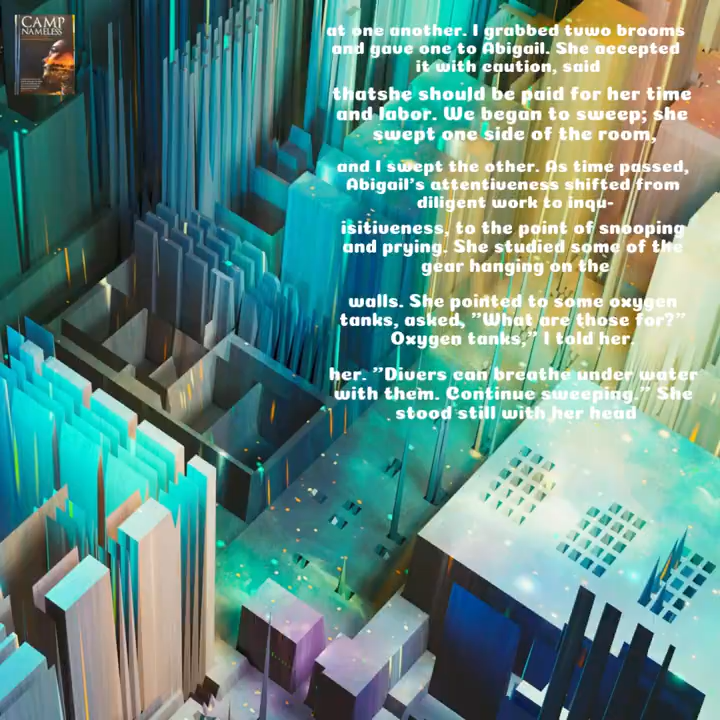 CAMP
NAMELESS
at one another. I grabbed tvwo brooms
and gave one to Abigail. She accepted
it with caution, said
thatshe should be paid for her time
and labor. We began to sweep; she
swept one side of the room,
and I swept the other. As time passed,
Abigail's attentiveness shifted from
diligent work to inqu-
isitiveness, to the point of snooping
and prying. She studied some of the
gear hanging on the
walls. She pointed to some oxygen
tanks, asked, "What are those for?"
Oxygen tanks," I told her.
her. "Divers can breathe under water
with them. Continue sweeping." She
stood still with her head